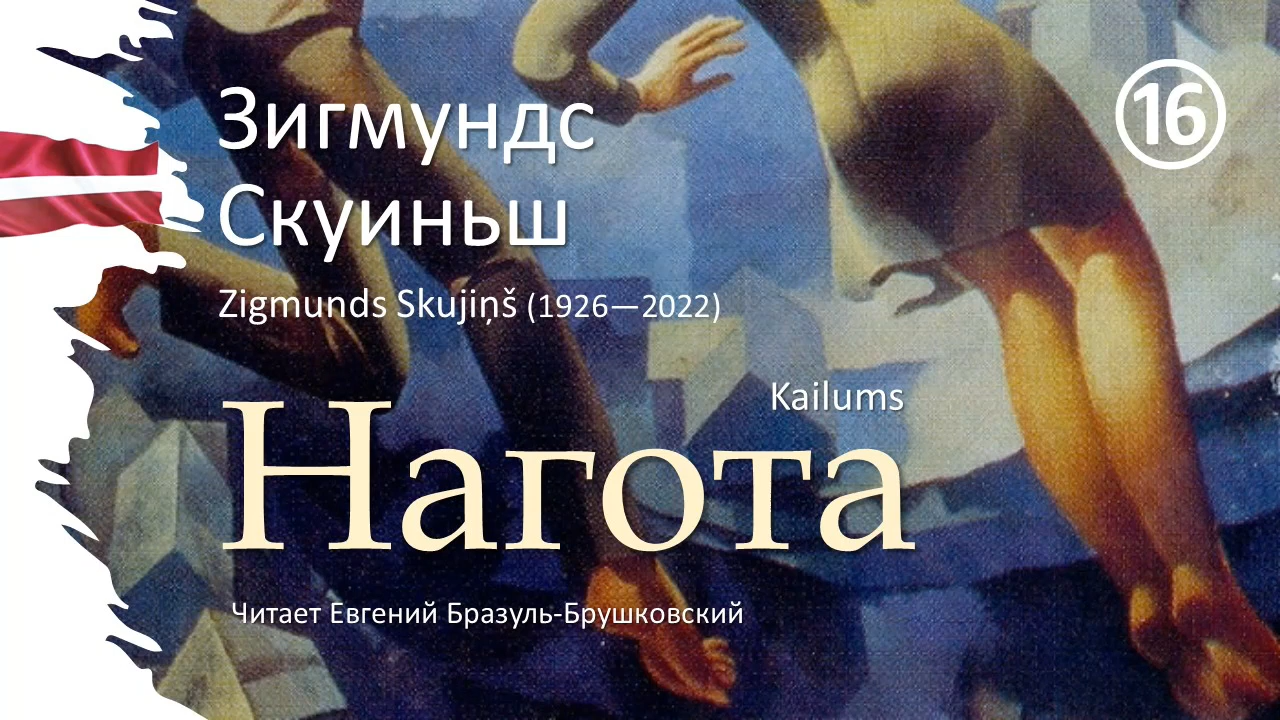 Зигмундс
Скуиньш
16
Zigmunds Skujiņš (1926—2022)
Kailums
Нагота
Читает Евгений Бразуль-Брушковский